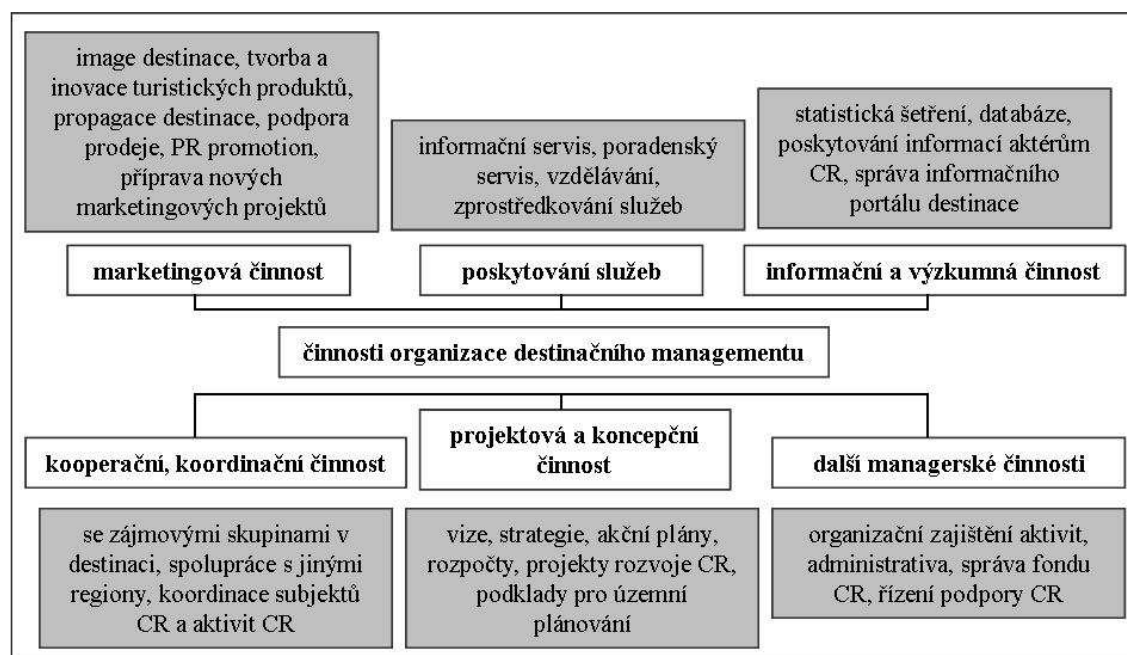 image destinace, tvorba a
inovace turistických produktů,
propagace destinace, podpora
prodeje, PR promotion,
příprava nových
marketingových projektů
informační servis, poradenský
servis, vzdělávání,
zprostředkování služeb
statistická šetření, databáze,
poskytování informací aktérům
CR, správa informačního
portálu destinace
marketingová činnost
poskytování služeb
informační a výzkumná činnost
činnosti organizace destinačního managementu
kooperační, koordinační činnost
projektová a koncepční
činnost
další managerské činnosti
se zájmovými skupinami v
destinaci, spolupráce s jinými
regiony, koordinace subjektů
CR a aktivit CR
vize, strategie, akční plány,
rozpočty, projekty rozvoje CR,
podklady pro územní
plánování
organizační zajištění aktivit,
administrativa, správa fondu
CR, řízení podpory CR